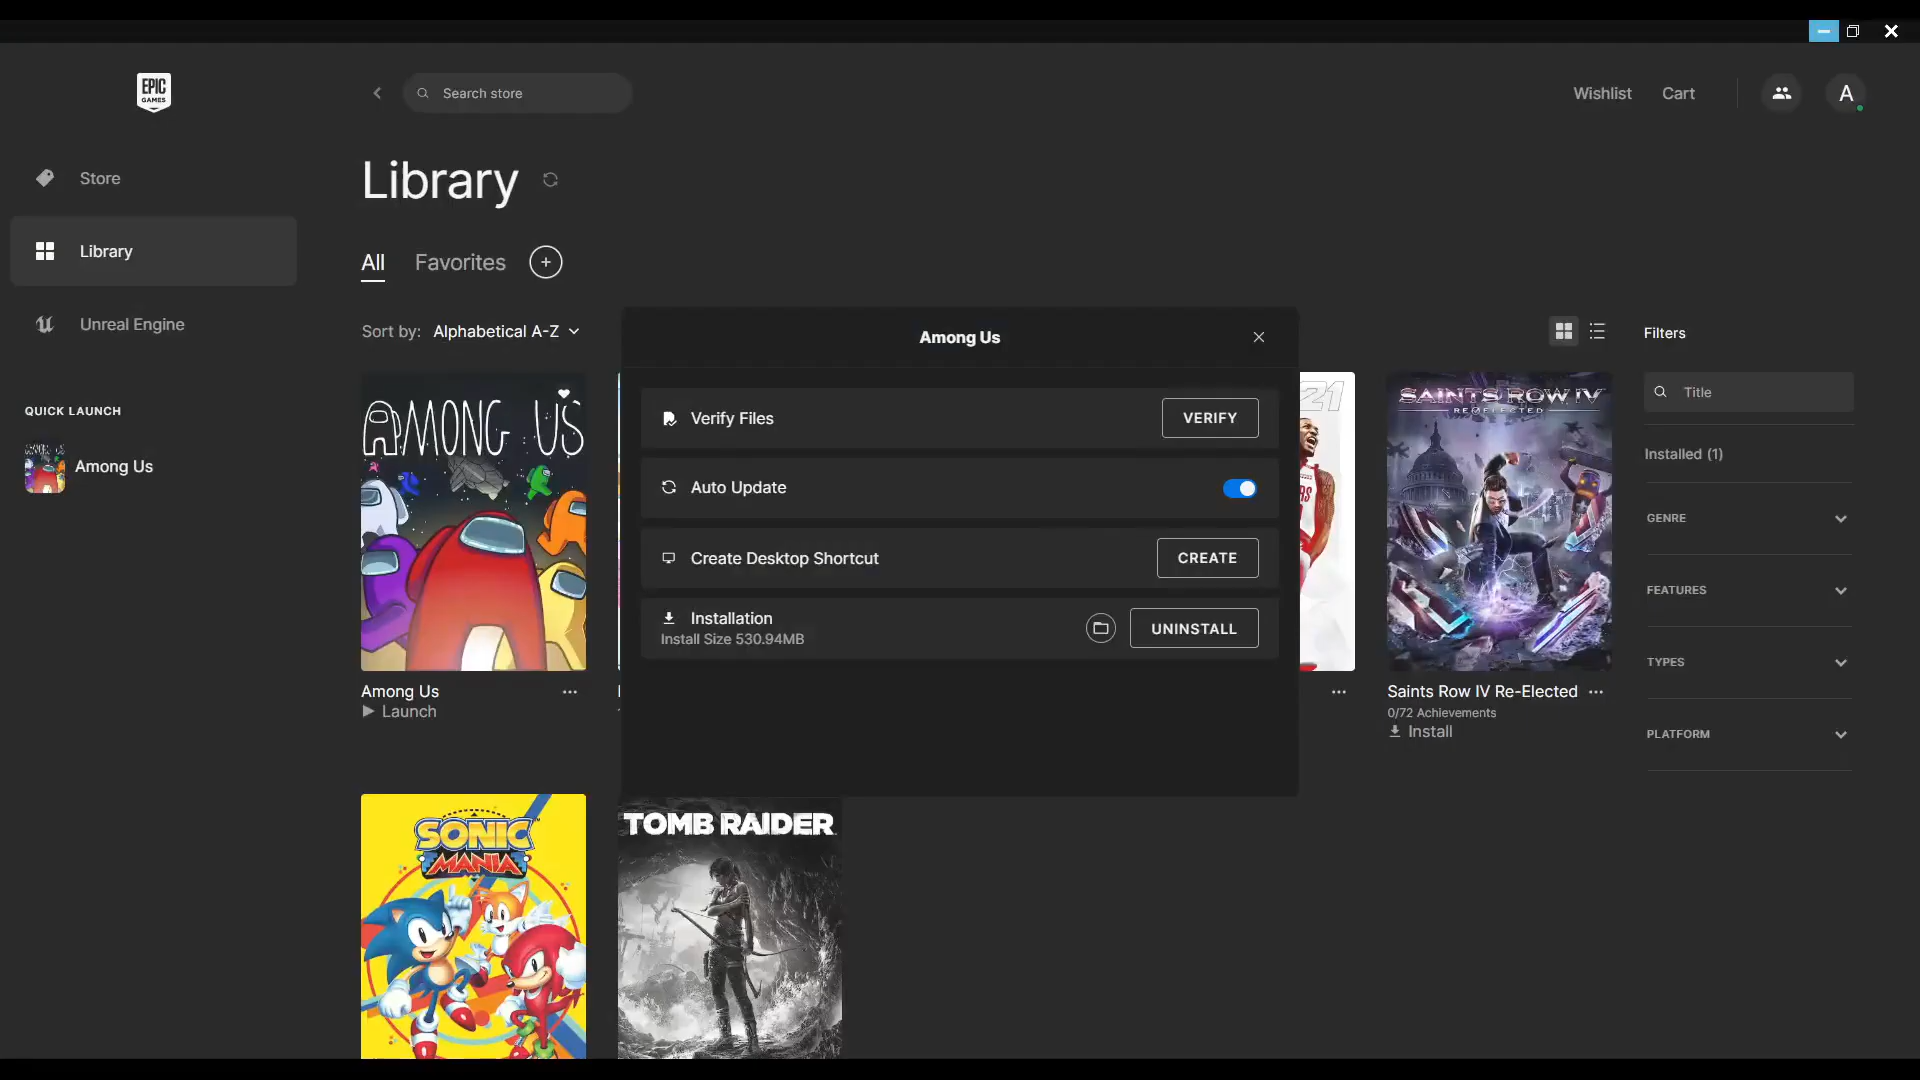 EPIC
GAMES
Search store
Wishlist
Cart
A
Store
Library
Unreal Engine
QUICK LAUNCH
Among Us
Library
All
Favorites
Sort by:
Alphabetical A-Z
AMONG US
Among Us
Launch
Among Us
Verify Files
VERIFY
Auto Update
Create Desktop Shortcut
CREATE
Installation
Install Size 530.94MB
UNINSTALL
21
SAINTS ROW IV
RE-ELECTED
Saints Row IV Re-Elected
0/72 Achievements
Install
Filters
Title
Installed (1)
GENRE
FEATURES
TYPES
PLATFORM
SONIC
MANIA
TOMB RAIDER